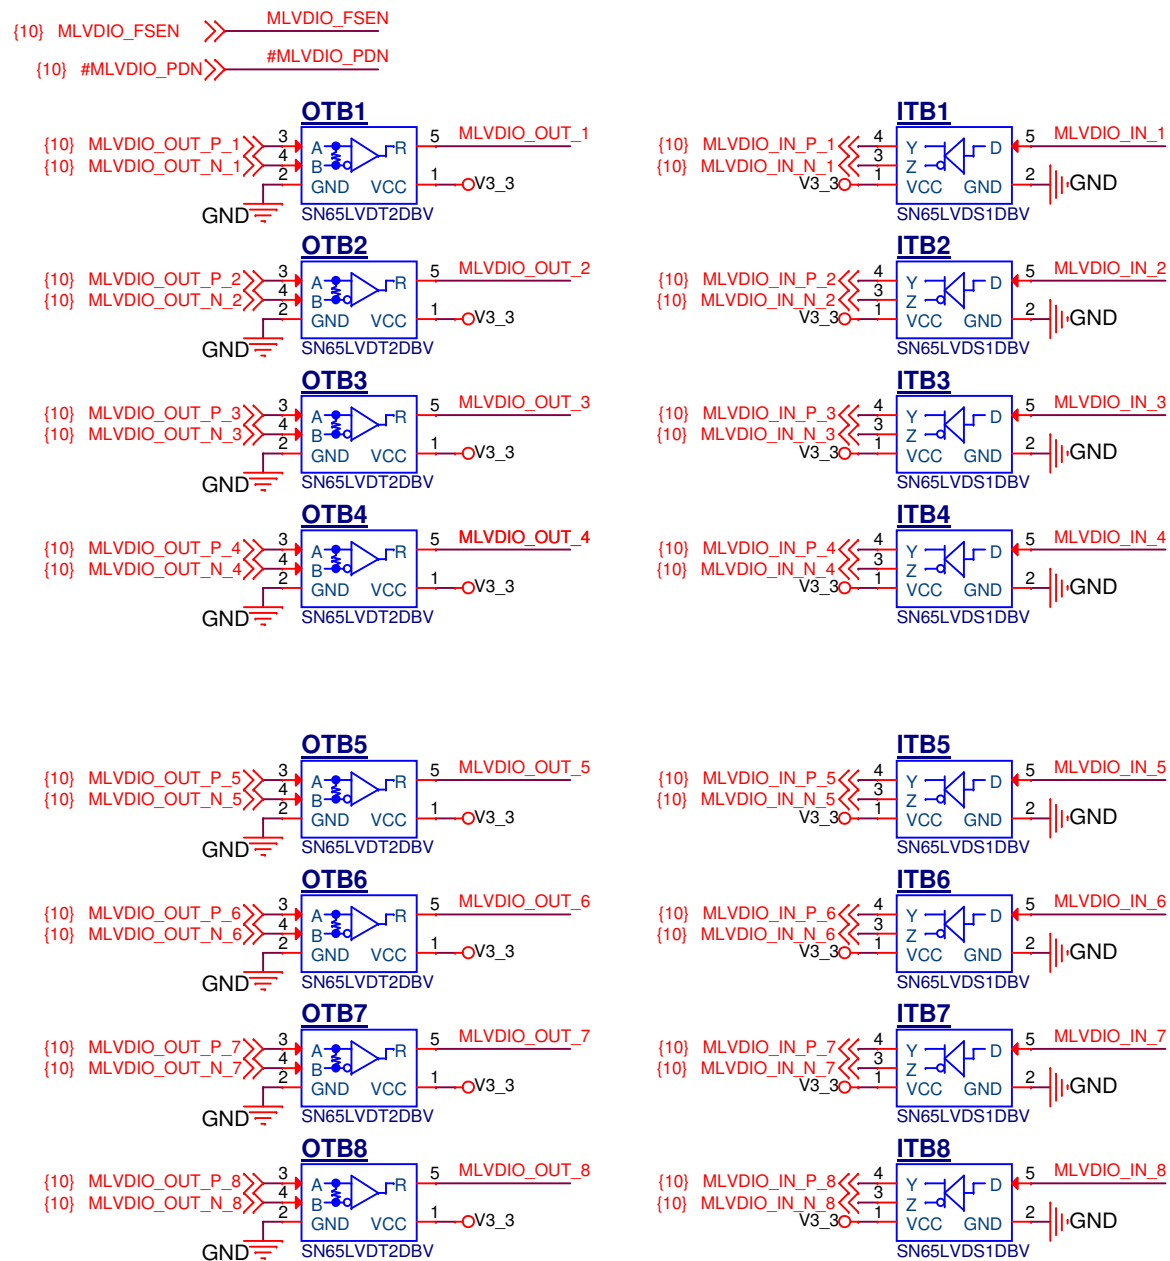 {10} MLVDIO_FSEN MLVDIO_FSEN
{10} #MLVDIO_PDN #MLVDIO_PDN
OTB1 ITB1
{10} MLVDIO_OUT_P_1 3 A R 5 MLVDIO_OUT_1 {10} MLVDIO_IN_P_1 4 Y D 5 MLVDIO_IN_1
{10} MLVDIO_OUT_N_1 4 B {10} MLVDIO_IN_N_1 3 Z
2 GND VCC 1 V3_3 V3_3 1 VCC GND 2 GND
GND SN65LVDT2DBV SN65LVDS1DBV
OTB2 ITB2
{10} MLVDIO_OUT_P_2 3 A R 5 MLVDIO_OUT_2 {10} MLVDIO_IN_P_2 4 Y D 5 MLVDIO_IN_2
{10} MLVDIO_OUT_N_2 4 B {10} MLVDIO_IN_N_2 3 Z
2 GND VCC 1 V3_3 V3_3 1 VCC GND 2 GND
GND SN65LVDT2DBV SN65LVDS1DBV
OTB3 ITB3
{10} MLVDIO_OUT_P_3 3 A R 5 MLVDIO_OUT_3 {10} MLVDIO_IN_P_3 4 Y D 5 MLVDIO_IN_3
{10} MLVDIO_OUT_N_3 4 B {10} MLVDIO_IN_N_3 3 Z
2 GND VCC 1 V3_3 V3_3 1 VCC GND 2 GND
GND SN65LVDT2DBV SN65LVDS1DBV
OTB4 ITB4
{10} MLVDIO_OUT_P_4 3 A R 5 MLVDIO_OUT_4 {10} MLVDIO_IN_P_4 4 Y D 5 MLVDIO_IN_4
{10} MLVDIO_OUT_N_4 4 B {10} MLVDIO_IN_N_4 3 Z
2 GND VCC 1 V3_3 V3_3 1 VCC GND 2 GND
GND SN65LVDT2DBV SN65LVDS1DBV
OTB5 ITB5
{10} MLVDIO_OUT_P_5 3 A R 5 MLVDIO_OUT_5 {10} MLVDIO_IN_P_5 4 Y D 5 MLVDIO_IN_5
{10} MLVDIO_OUT_N_5 4 B {10} MLVDIO_IN_N_5 3 Z
2 GND VCC 1 V3_3 V3_3 1 VCC GND 2 GND
GND SN65LVDT2DBV SN65LVDS1DBV
OTB6 ITB6
{10} MLVDIO_OUT_P_6 3 A R 5 MLVDIO_OUT_6 {10} MLVDIO_IN_P_6 4 Y D 5 MLVDIO_IN_6
{10} MLVDIO_OUT_N_6 4 B {10} MLVDIO_IN_N_6 3 Z
2 GND VCC 1 V3_3 V3_3 1 VCC GND 2 GND
GND SN65LVDT2DBV SN65LVDS1DBV
OTB7 ITB7
{10} MLVDIO_OUT_P_7 3 A R 5 MLVDIO_OUT_7 {10} MLVDIO_IN_P_7 4 Y D 5 MLVDIO_IN_7
{10} MLVDIO_OUT_N_7 4 B {10} MLVDIO_IN_N_7 3 Z
2 GND VCC 1 V3_3 V3_3 1 VCC GND 2 GND
GND SN65LVDT2DBV SN65LVDS1DBV
OTB8 ITB8
{10} MLVDIO_OUT_P_8 3 A R 5 MLVDIO_OUT_8 {10} MLVDIO_IN_P_8 4 Y D 5 MLVDIO_IN_8
{10} MLVDIO_OUT_N_8 4 B {10} MLVDIO_IN_N_8 3 Z
2 GND VCC 1 V3_3 V3_3 1 VCC GND 2 GND
GND SN65LVDT2DBV SN65LVDS1DBV